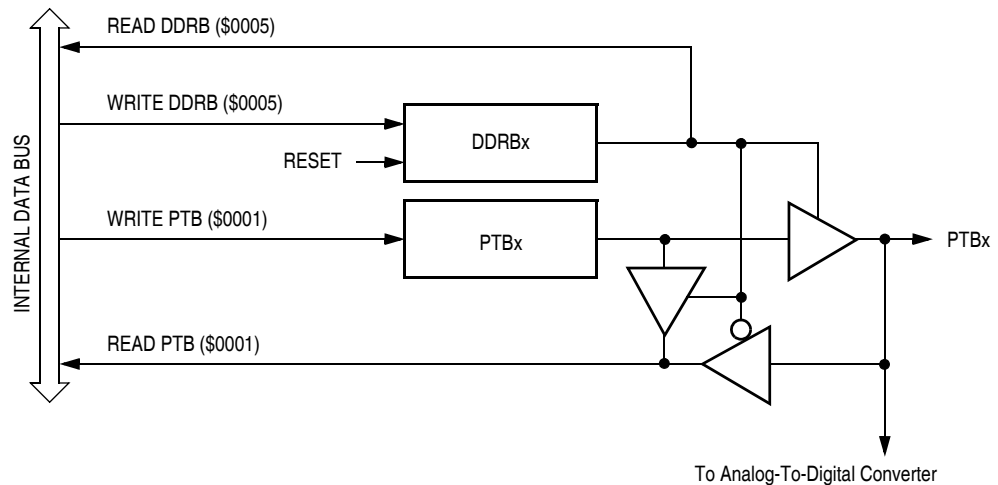 READ DDRB ($0005)
WRITE DDRB ($0005)
DDRBx
RESET
INTERNAL DATA BUS
WRITE PTB ($0001)
PTBx
PTBx
READ PTB ($0001)
To Analog-To-Digital Converter